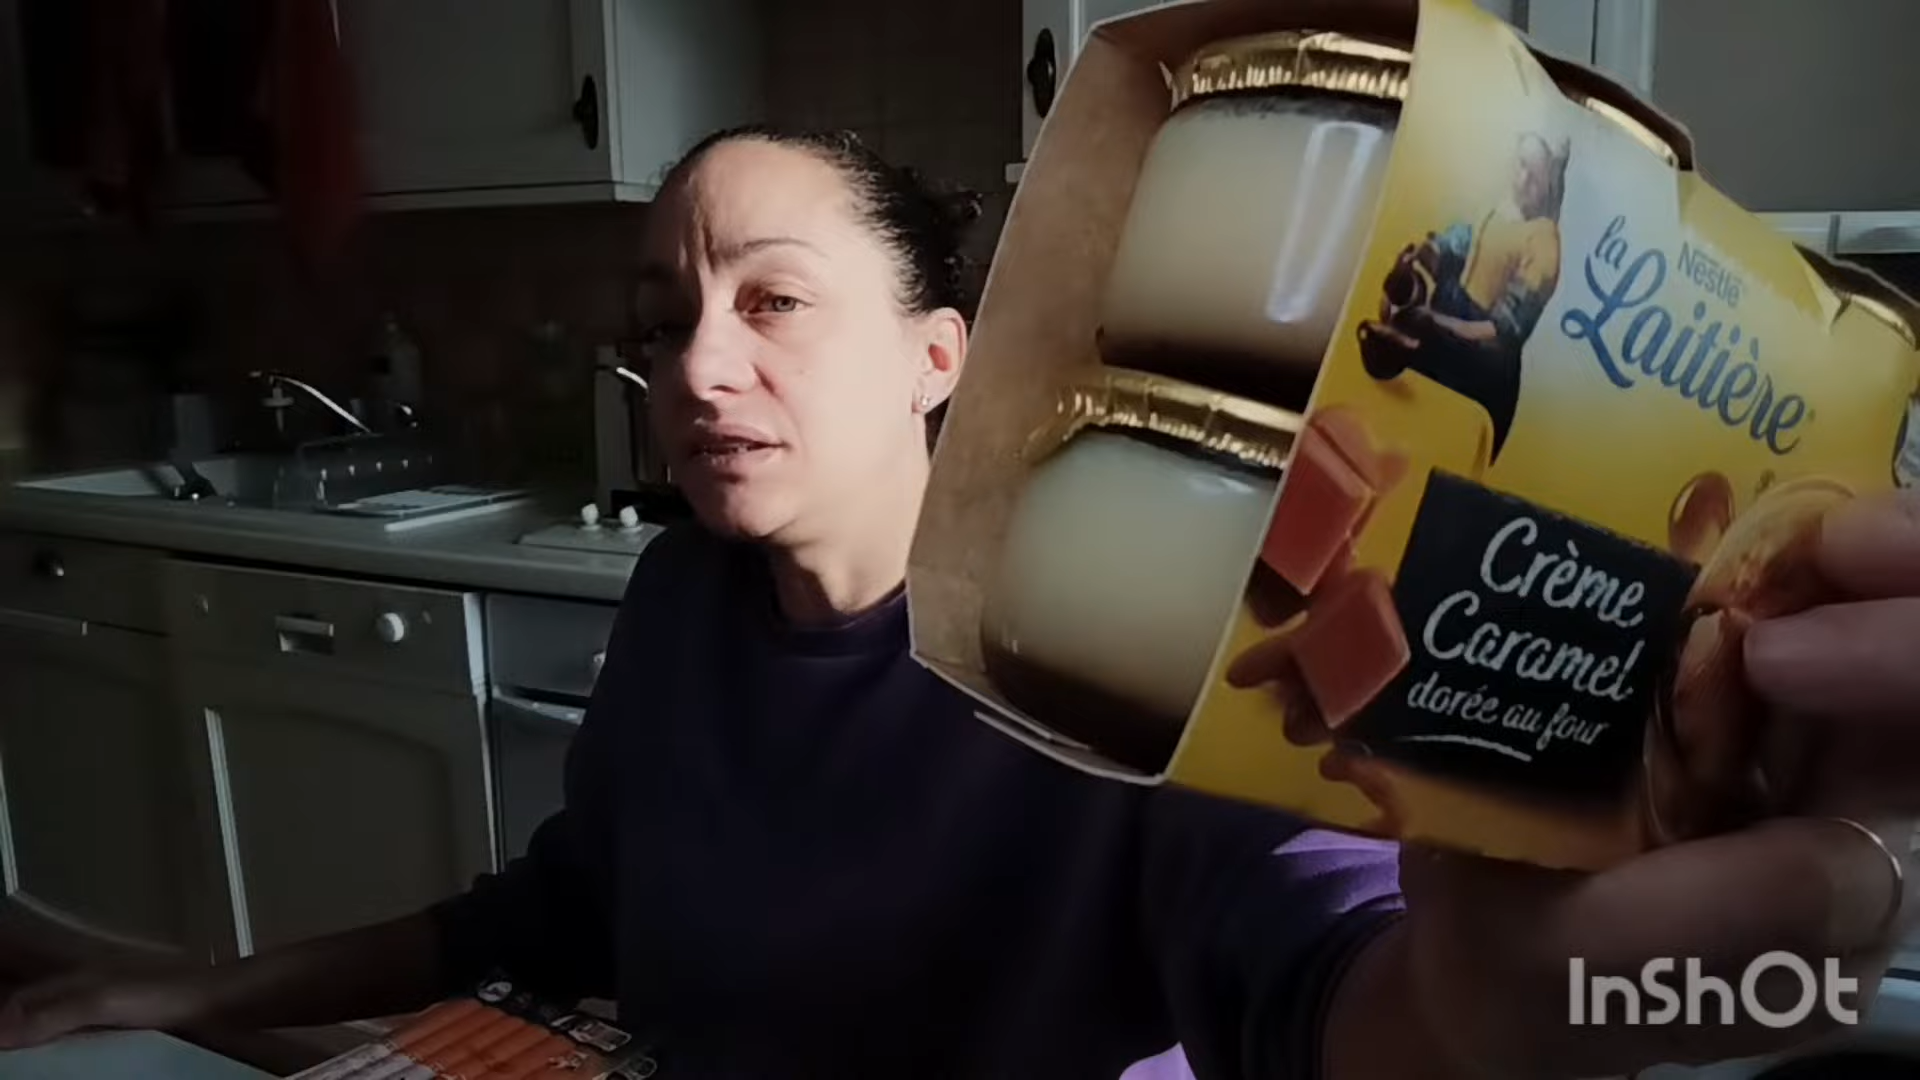 Nestlé
la
Laitière
Crème
Caramel
dorée au four
InShOt